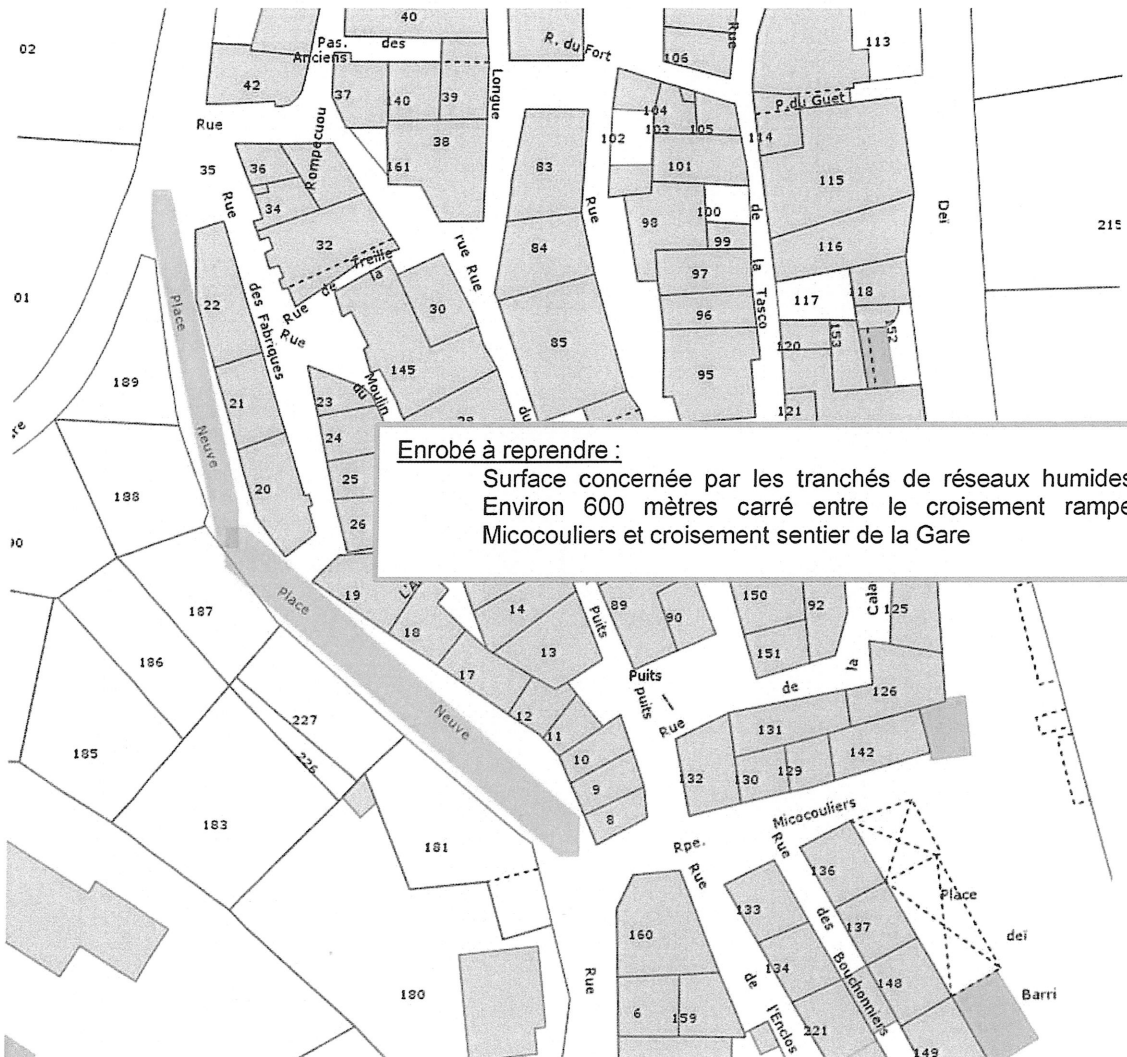 02
40
Pas. des
Anciens
R. du Fort
Rue
106
113
42
37
140
39
Longue
P. du Guet
Rue
104
103
105
102
114
38
35
36
Rompecuou
161
83
101
115
Rue
34
Rue
98
100
de
Deï
215
32
84
99
116
Treille
la
de
Rue
rue Rue
97
la
117
118
01
22
des Fabriques
Rue
30
96
Tasco
Place
85
120
153
152
189
145
95
21
23
Moulin
du
28
du
121
Neuve
24
Enrobé à reprendre :
Surface concernée par les tranchés de réseaux humides
Environ 600 mètres carré entre le croisement rampe
Micocouliers et croisement sentier de la Gare
188
20
25
26
90
187
19
18
14
Puits
89
90
150
92
125
Place
186
13
151
la
17
Puits
puits
de
126
227
Neuve
12
Rue
131
226
11
185
10
142
132
130
129
9
183
8
Micocouliers
181
Rpe.
Rue
Rue
136
Place
133
des
137
deï
160
134
Bouchonniers
148
Barri
180
Rue
de
6
159
l'Enclos
221
149